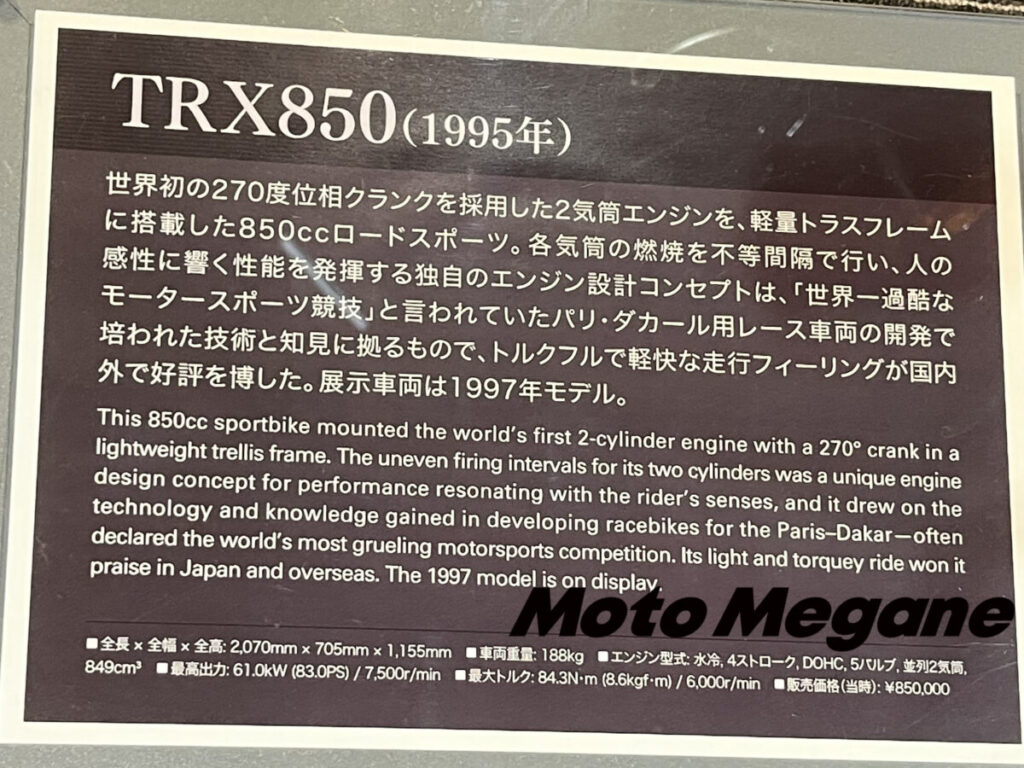 TRX850(1995年)
世界初の270度位相クランクを採用した2気筒エンジンを、軽量トラスフレーム
に搭載した850ccロードスポーツ。各気筒の燃焼を不等間隔で行い、人の
感性に響く性能を発揮する独自のエンジン設計コンセプトは、「世界一過酷な
モータースポーツ競技」と言われていたパリ・ダカール用レース車両の開発で
培われた技術と知見に拠るもので、トルクフルで軽快な走行フィーリングが国内
外で好評を博した。展示車両は1997年モデル。
This 850cc sportbike mounted the world's first 2-cylinder engine with a 270° crank in a
lightweight trellis frame. The uneven firing intervals for its two cylinders was a unique engine
design concept for performance resonating with the rider's senses, and it drew on the
technology and knowledge gained in developing racebikes for the Paris–Dakar—often
declared the world's most grueling motorsports competition. Its light and torquey ride won it
praise in Japan and overseas. The 1997 model is on display.
Moto Megane
■全長 × 全幅 × 全高: 2,070mm × 705mm × 1,155mm ■車両重量: 188kg ■エンジン型式: 水冷, 4ストローク, DOHC, 5バルブ, 並列2気筒,
849cm³ ■最高出力: 61.0kW (83.0PS) / 7,500r/min ■最大トルク: 84.3N·m (8.6kgf·m) / 6,000r/min ■販売価格(当時): ¥850,000